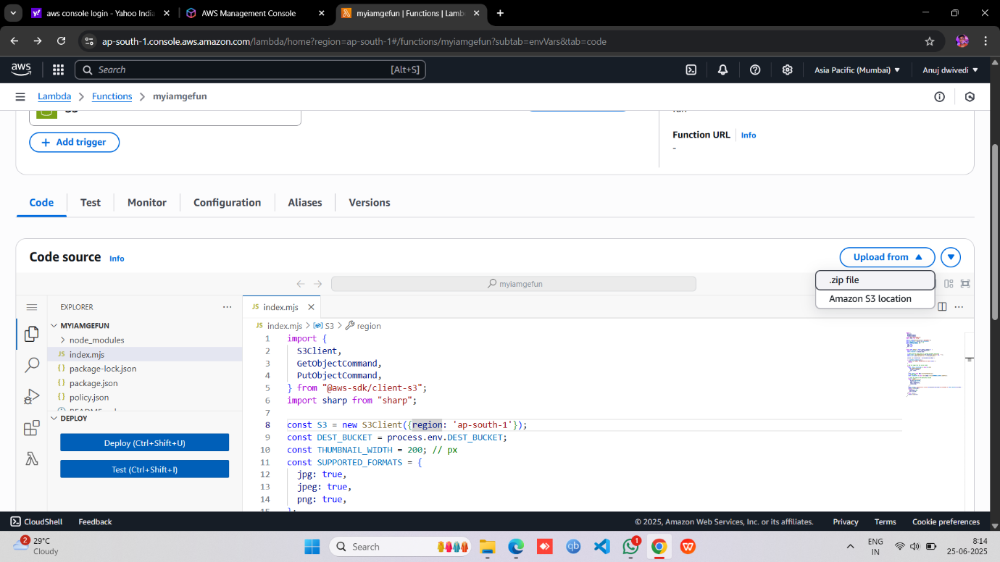 aws console login - Yahoo India
AWS Management Console
myiamgefun | Functions | Lamb
ap-south-1.console.aws.amazon.com/lambda/home?region=ap-south-1#/functions/myiamgefun?subtab=envVars&tab=code
aws
Search
[Alt+S]
Asia Pacific (Mumbai)
Anuj dwivedi
Lambda
Functions
myiamgefun
Add trigger
Function URL
Info
-
Code
Test
Monitor
Configuration
Aliases
Versions
Code source
Info
Upload from
.zip file
Amazon S3 location
myiamgefun
EXPLORER
JS index.mjs
MYIAMGEFUN
node_modules
JS index.mjs
{ } package-lock.json
{ } package.json
{ } policy.json
DEPLOY
Deploy (Ctrl+Shift+U)
Test (Ctrl+Shift+I)
JS index.mjs > S3 > region
1 import {
2 S3Client,
3 GetObjectCommand,
4 PutObjectCommand,
5 } from "@aws-sdk/client-s3";
6 import sharp from "sharp";
7
8 const S3 = new S3Client({region: 'ap-south-1'});
9 const DEST_BUCKET = process.env.DEST_BUCKET;
10 const THUMBNAIL_WIDTH = 200; // px
11 const SUPPORTED_FORMATS = {
12 jpg: true,
13 jpeg: true,
14 png: true,
15 };
CloudShell
Feedback
© 2025, Amazon Web Services, Inc. or its affiliates.
Privacy
Terms
Cookie preferences
2
29°C
Cloudy
Search
qb
1
W
ENG
IN
8:14
25-06-2025